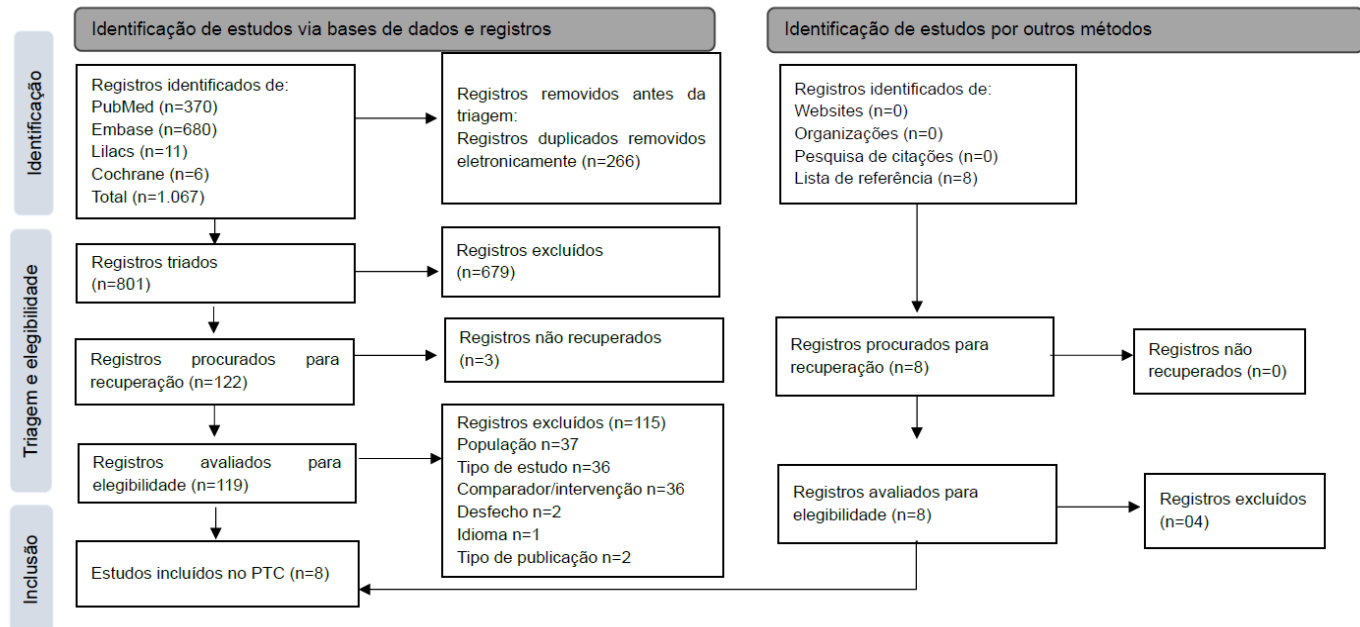 Identificação de estudos via bases de dados e registros
Identificação de estudos por outros métodos
Identificação
Registros identificados de:
PubMed (n=370)
Embase (n=680)
Lilacs (n=11)
Cochrane (n=6)
Total (n=1.067)
Registros removidos antes da
triagem:
Registros duplicados removidos
eletronicamente (n=266)
Registros identificados de:
Websites (n=0)
Organizações (n=0)
Pesquisa de citações (n=0)
Lista de referência (n=8)
Triagem e elegibilidade
Registros triados
(n=801)
Registros excluídos
(n=679)
Registros procurados para
recuperação (n=122)
Registros não recuperados
(n=3)
Registros procurados para
recuperação (n=8)
Registros não
recuperados (n=0)
Registros avaliados para
elegibilidade (n=119)
Registros excluídos (n=115)
População n=37
Tipo de estudo n=36
Comparador/intervenção n=36
Desfecho n=2
Idioma n=1
Tipo de publicação n=2
Registros avaliados para
elegibilidade (n=8)
Registros excluídos
(n=04)
Inclusão
Estudos incluídos no PTC (n=8)